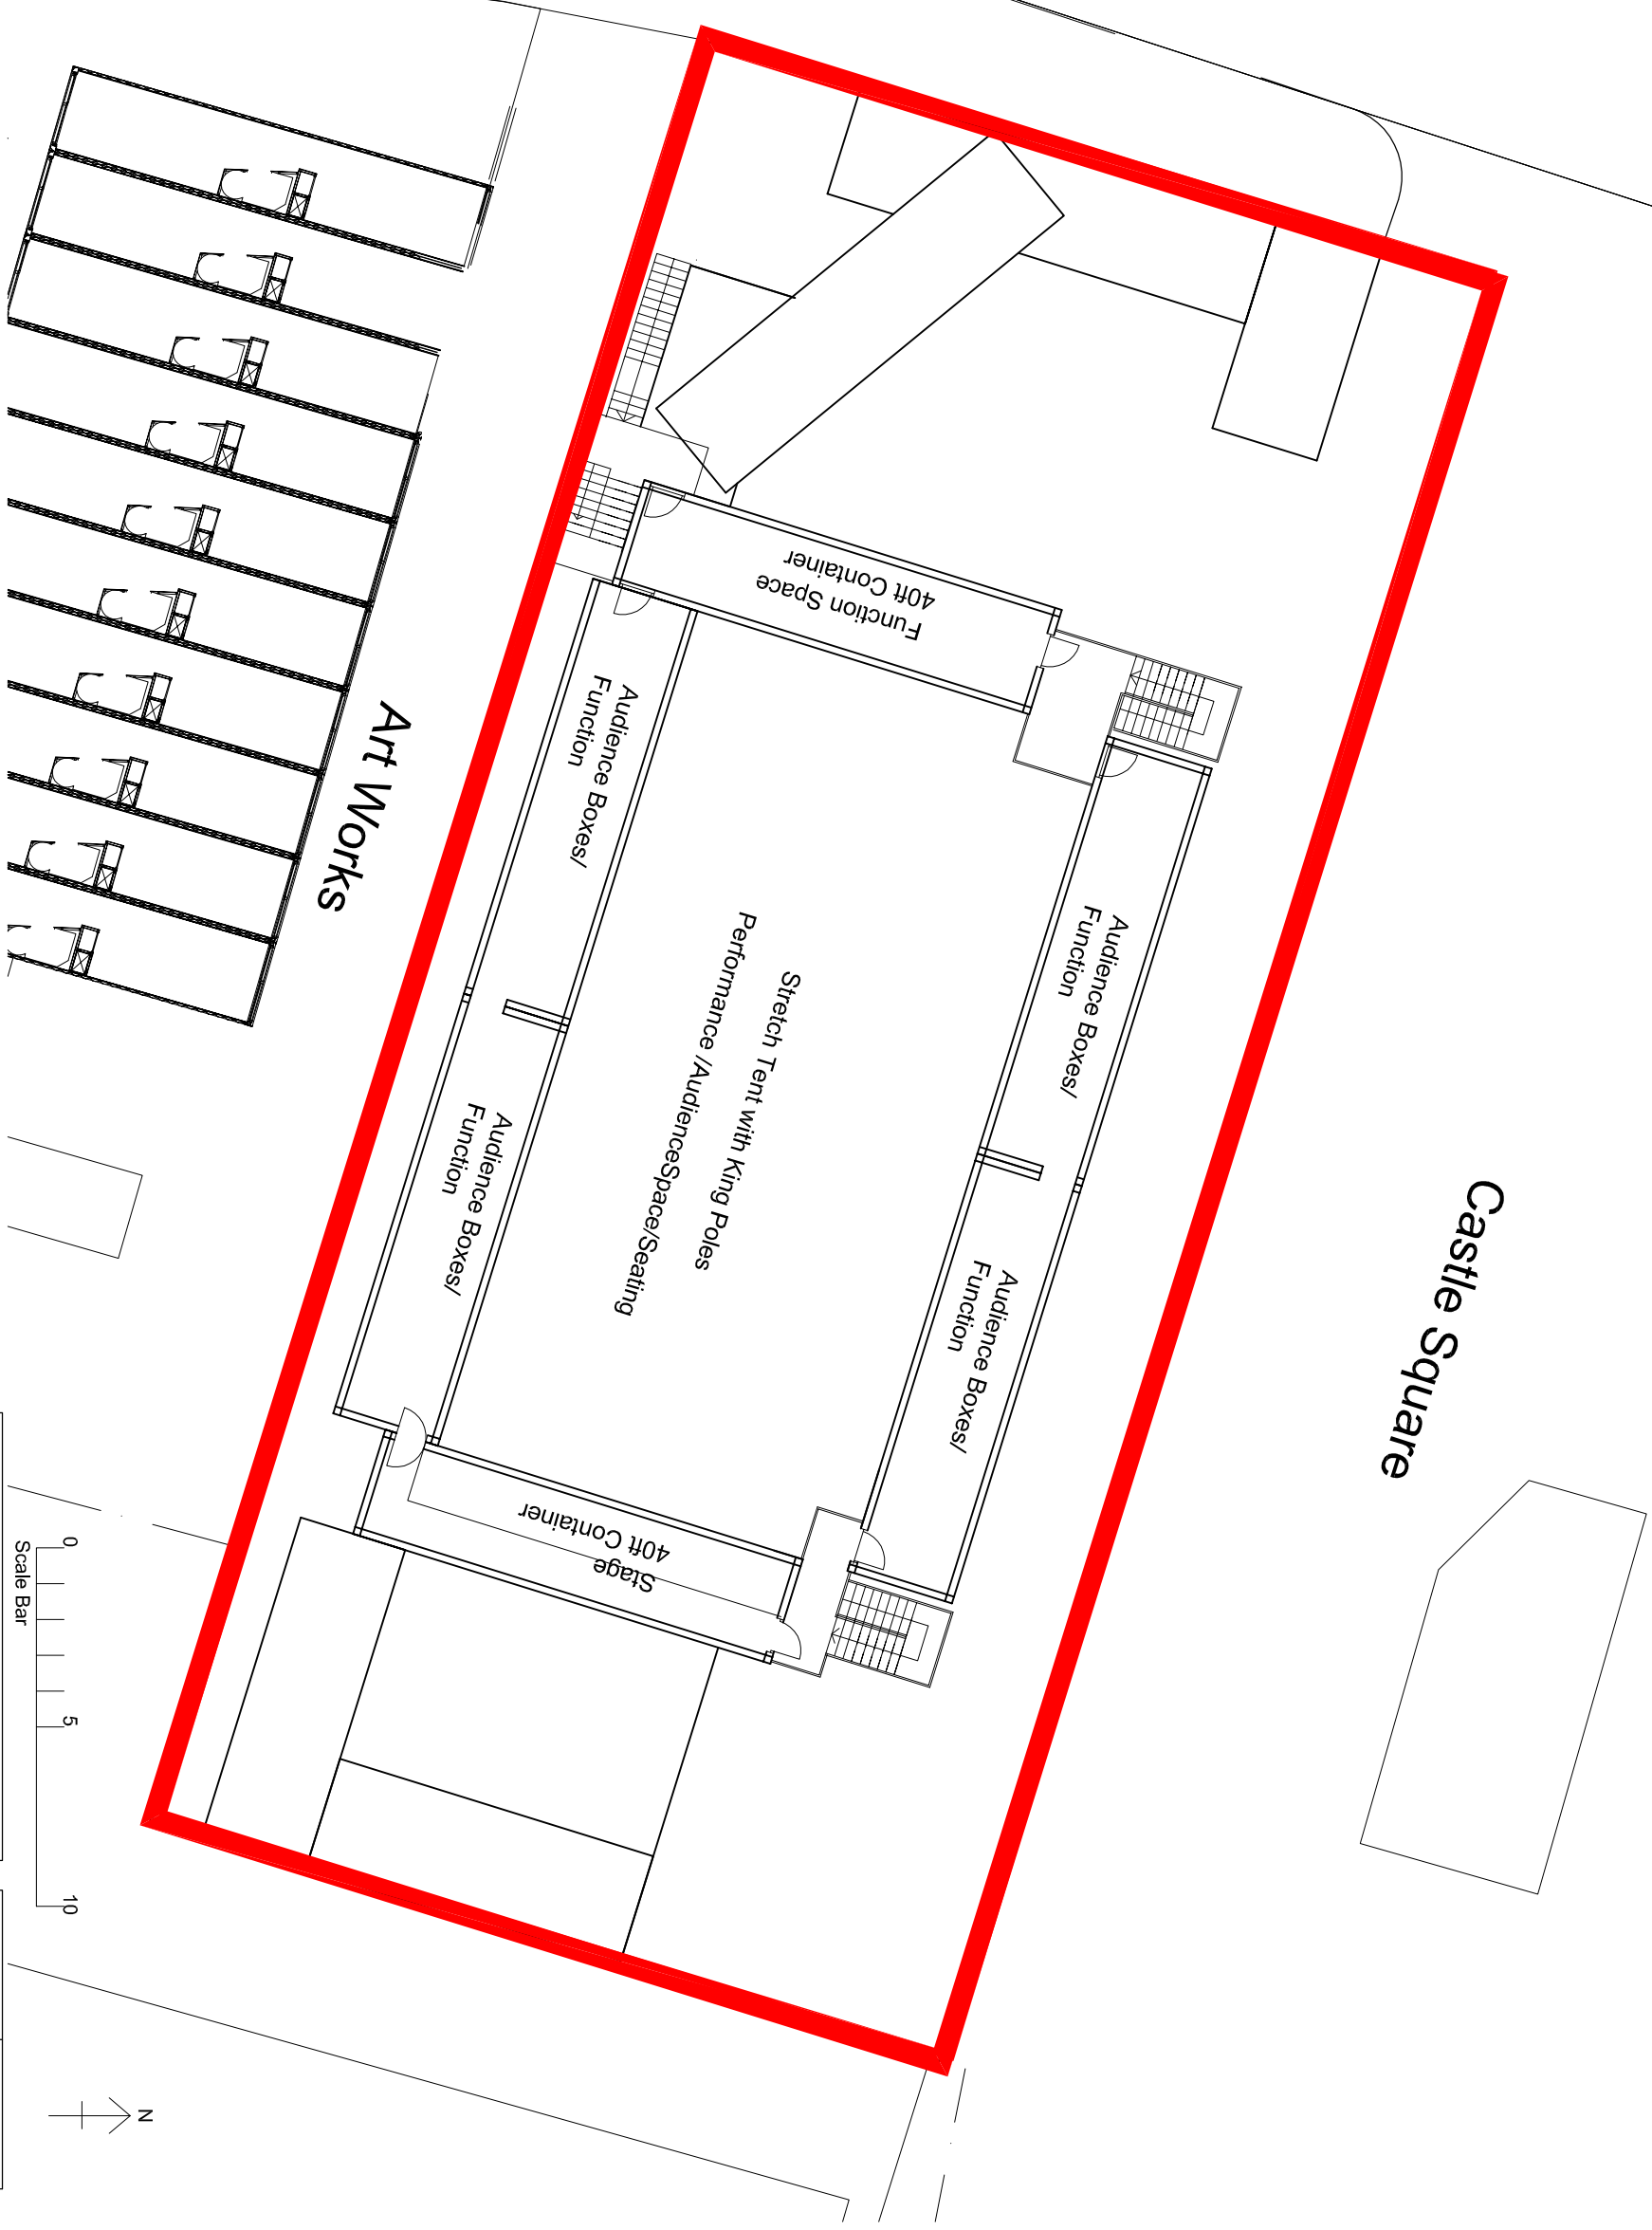 Castle Square
Art Works
Function Space
40ft Container
Audience Boxes/
Function
Audience Boxes/
Function
Audience Boxes/
Function
Audience Boxes/
Function
Stretch Tent with King Poles
Performance /AudienceSpace/Seating
Stage
40ft Container
0
5
10
Scale Bar
N